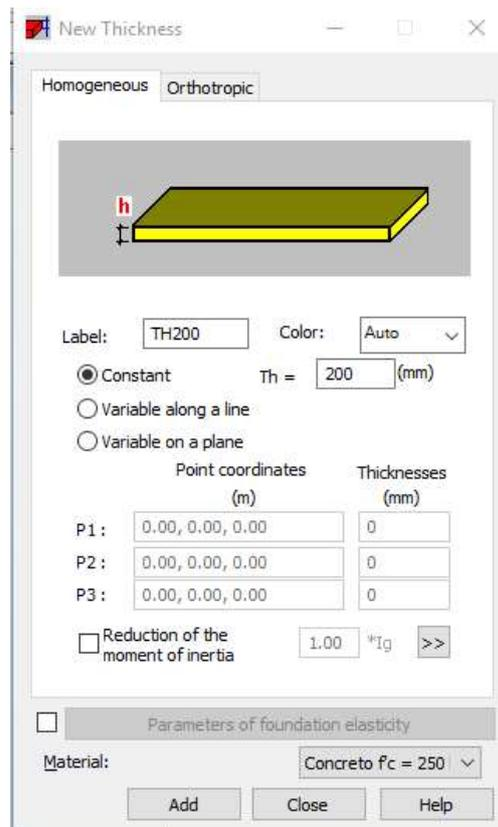 New Thickness
Homogeneous Orthotropic
h
Label: TH200 Color: Auto
Constant Th = 200 (mm)
Variable along a line
Variable on a plane
Point coordinates Thicknesses
(m) (mm)
P1: 0.00, 0.00, 0.00 0
P2: 0.00, 0.00, 0.00 0
P3: 0.00, 0.00, 0.00 0
Reduction of the
moment of inertia 1.00 *Ig >>
Parameters of foundation elasticity
Material: Concreto f'c = 250
Add Close Help